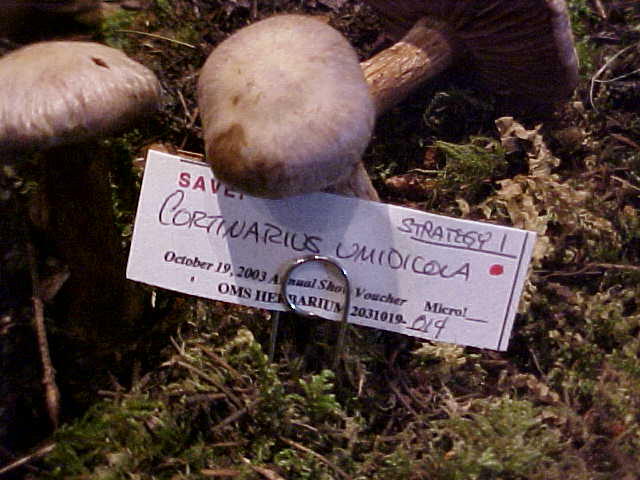 SAVE!
STRATEGY 1
CORTINARIUS UMIDICOLA
October 19, 2003 Annual Show Voucher Micro!
OMS HERBARIUM 2031019-014